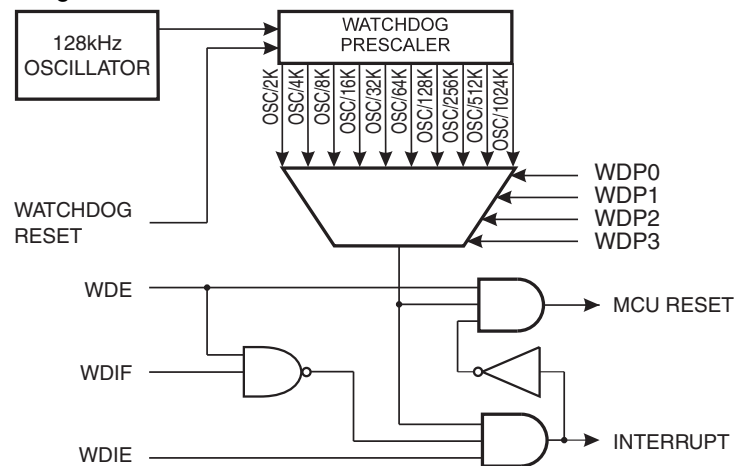 128kHz
OSCILLATOR
WATCHDOG
PRESCALER
OSC/2K
OSC/4K
OSC/8K
OSC/16K
OSC/32K
OSC/64K
OSC/128K
OSC/256K
OSC/512K
OSC/1024K
WDP0
WDP1
WDP2
WDP3
WATCHDOG
RESET
WDE
MCU RESET
WDIF
WDIE
INTERRUPT